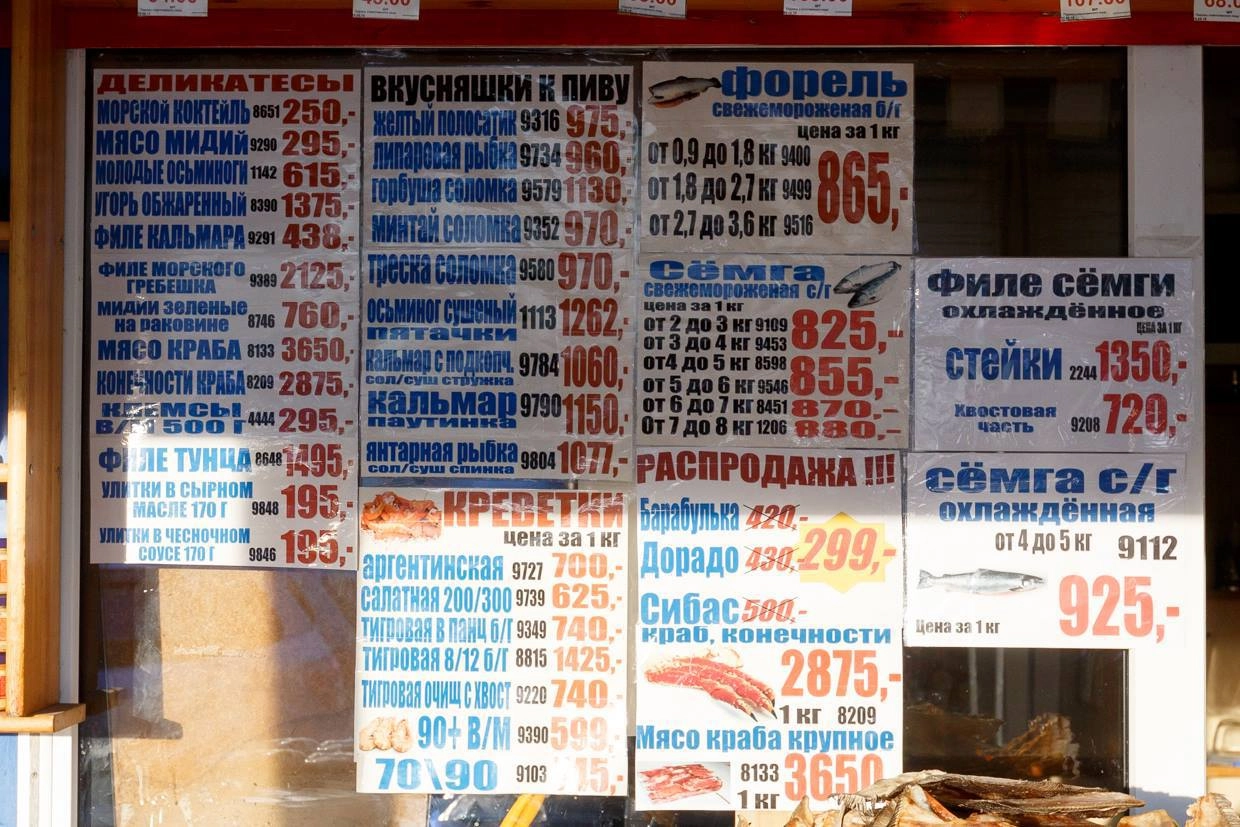 ДЕЛИКАТЕСЫ
МОРСКОЙ КОКТЕЙЛЬ 8651 250,-
МЯСО МИДИЙ 9290 295,-
МОЛОДЫЕ ОСЬМИНОГИ 1142 615,-
УГОРЬ ОБЖАРЕННЫЙ 8390 1375,-
ФИЛЕ КАЛЬМАРА 9291 438,-
ФИЛЕ МОРСКОГО
ГРЕБЕШКА 9389 2125,-
МИДИИ ЗЕЛЕНЫЕ
НА РАКОВИНЕ 8746 760,-
МЯСО КРАБА 8133 3650,-
КОНЕЧНОСТИ КРАБА 8209 2875,-
КЛЕМСЫ
В/М 500 Г 4444 295,-
ФИЛЕ ТУНЦА 8648 1495,-
УЛИТКИ В СЫРНОМ
МАСЛЕ 170 Г 9848 195,-
УЛИТКИ В ЧЕСНОЧНОМ
СОУСЕ 170 Г 9846 195,-
ВКУСНЯШКИ К ПИВУ
ЖЕЛТЫЙ ПОЛОСАТИК 9316 975,-
ЛИПАРОВАЯ РЫБКА 9734 960,-
ГОРБУША СОЛОМКА 9579 1130,-
МИНТАЙ СОЛОМКА 9352 970,-
ТРЕСКА СОЛОМКА 9580 970,-
ОСЬМИНОГ СУШЕНЫЙ
ПЯТАЧКИ 1113 1262,-
КАЛЬМАР С ПОДКОПЧ.
СОЛ/СУШ СТРУЖКА 9784 1060,-
КАЛЬМАР
ПАУТИНКА 9790 1150,-
ЯНТАРНАЯ РЫБКА
СОЛ/СУШ СПИНКА 9804 1077,-
КРЕВЕТКИ
цена за 1 кг
аргентинская 9727 700,-
САЛАТНАЯ 200/300 9739 625,-
ТИГРОВАЯ В ПАНЦ Б/Г 9349 740,-
ТИГРОВАЯ 8/12 б/г 8815 1425,-
ТИГРОВАЯ ОЧИЩ С ХВОСТ 9220 740,-
90+ В/М 9390 599,-
70\90 9103
ФОРЕЛЬ
СВЕЖЕМОРОЖЕНАЯ б/г
цена за 1 кг
от 0,9 до 1,8 кг 9400
от 1,8 до 2,7 кг 9499 865,-
от 2,7 до 3,6 кг 9516
СЁМГА
СВЕЖЕМОРОЖЕНАЯ с/г
цена за 1 кг
от 2 до 3 кг 9109 825,-
от 3 до 4 кг 9453
от4 до 5 кг 8598 855,-
от 5 до 6 кг 9546
от 6 до 7 кг 8451 870,-
от 7 до 8 кг 1206 880,-
РАСПРОДАЖА !!!
Барабулька 420,-
Дорадо 430,- 299,-
Сибас 500,-
краб, конечности
2875,-
1 кг 8209
Мясо краба крупное
8133 3650
1 кг
Филе сёмги
охлаждённое
ЦЕНА ЗА 1 КГ
СТЕЙКИ 2244 1350,-
Хвостовая
часть 9208 720,-
сёмга с/г
охлаждённая
от 4 до 5 кг 9112
925,-
Цена за 1 кг